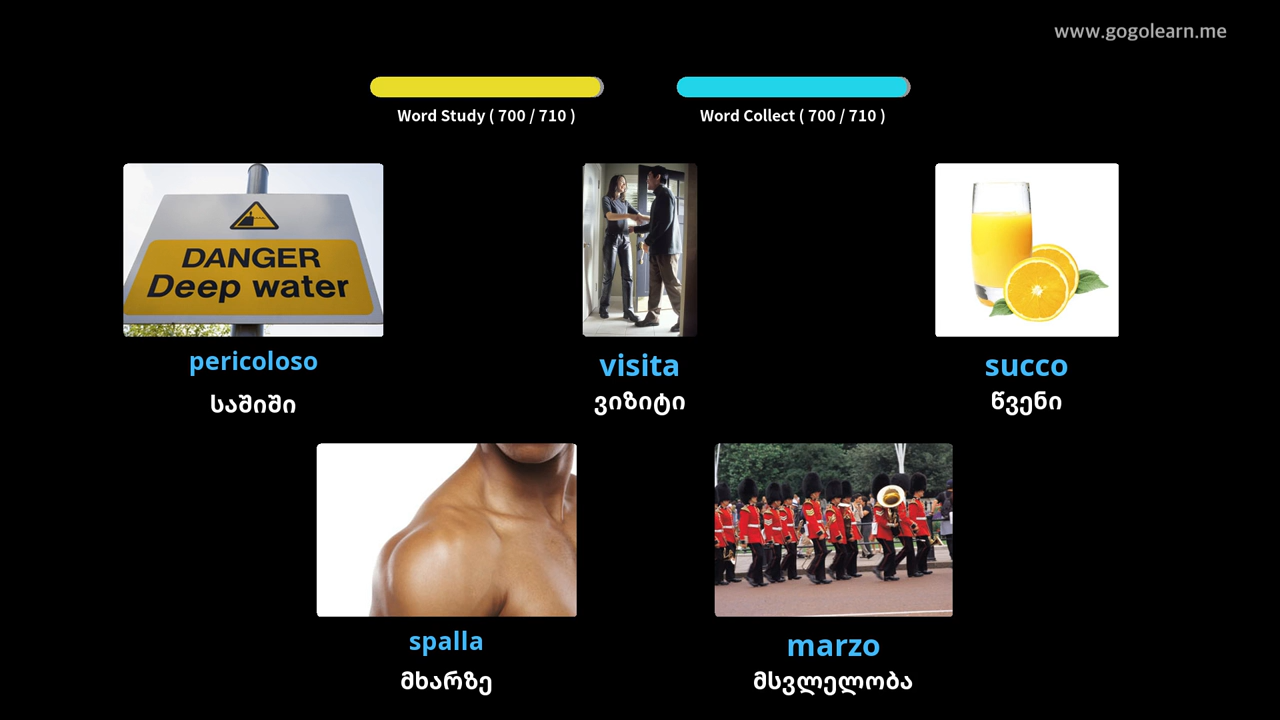 www.gogolearn.me
Word Study ( 700 / 710 )
Word Collect ( 700 / 710 )
DANGER
Deep water
pericoloso
საშიში
visita
ვიზიტი
succo
წვენი
spalla
მხარზე
marzo
მსვლელობა